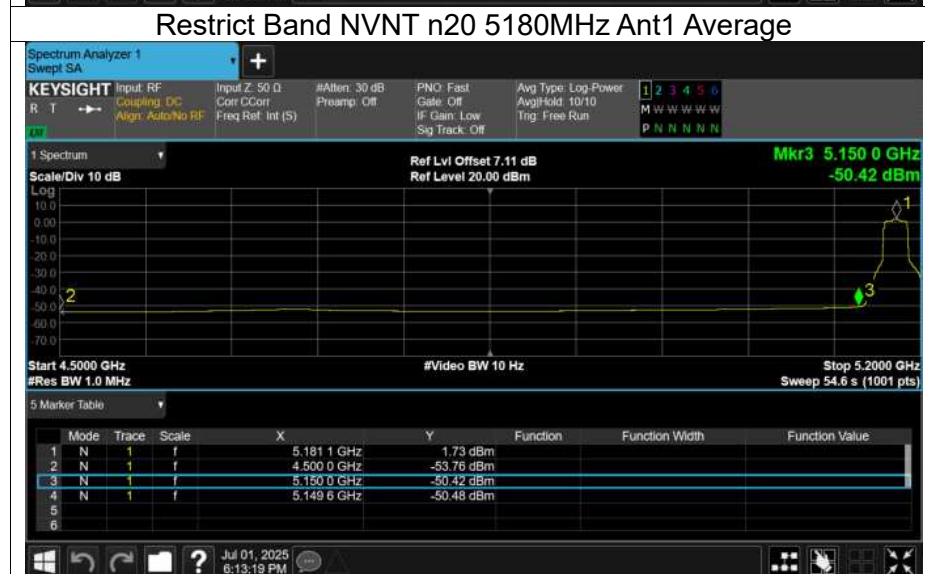 Restrict Band NVNT n20 5180MHz Ant1 Average
Spectrum Analyzer 1
Swept SA
+
KEYSIGHT Input: RF Input Z: 50 Ω #Atten: 30 dB PNO: Fast Avg Type: Log-Power 1 2 3 4 5 6
R T Coupling: DC Corr CCorr Preamp: Off Gate: Off Avg|Hold: 10/10 M W W W W W
Align: Auto/No RF Freq Ref: Int (S) IF Gain: Low Trig: Free Run
Sig Track: Off P N N N N N
1 Spectrum Ref Lvl Offset 7.11 dB Mkr3 5.150 0 GHz
Scale/Div 10 dB Ref Level 20.00 dBm -50.42 dBm
Log
10.0
0.00
-10.0
-20.0
-30.0
-40.0
-50.0
-60.0
-70.0
1
2
3
Start 4.5000 GHz #Video BW 10 Hz Stop 5.2000 GHz
#Res BW 1.0 MHz Sweep 54.6 s (1001 pts)
5 Marker Table
Mode Trace Scale X Y Function Function Width Function Value
1 N 1 f 5.181 1 GHz 1.73 dBm
2 N 1 f 4.500 0 GHz -53.76 dBm
3 N 1 f 5.150 0 GHz -50.42 dBm
4 N 1 f 5.149 6 GHz -50.48 dBm
5
6
? Jul 01, 2025
6:13:19 PM